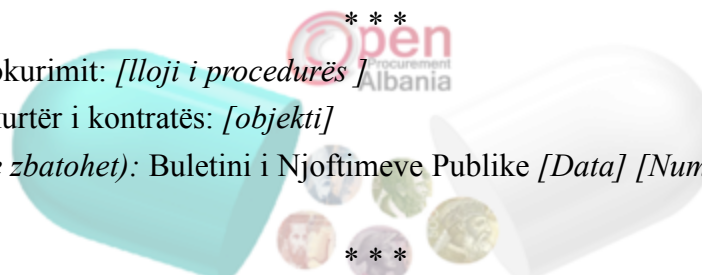 * * *
Open
Procurement
Albania
okurimit: [lloji i procedurës ]
urtër i kontratës: [objekti]
e zbatohet): Buletini i Njoftimeve Publike [Data] [Num
* * *